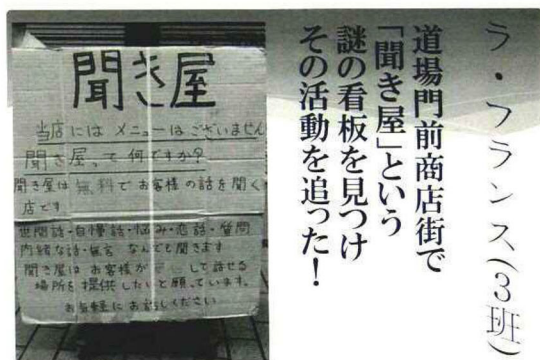 ラ・フランス(3班)
道場門前商店街で
「聞き屋」という
謎の看板を見つけ
その活動を追った!
聞き屋
当店にはメニューはございません
聞き屋、って何ですか?
聞き屋は無料でお客様の話を聞く
店です
世間話・自慢話・悩み・恋話・質問
内緒な話・ なんでも聞きます
聞き屋はお客様が して話せる
場所を提供したいと願っています。
お気軽にお話しください